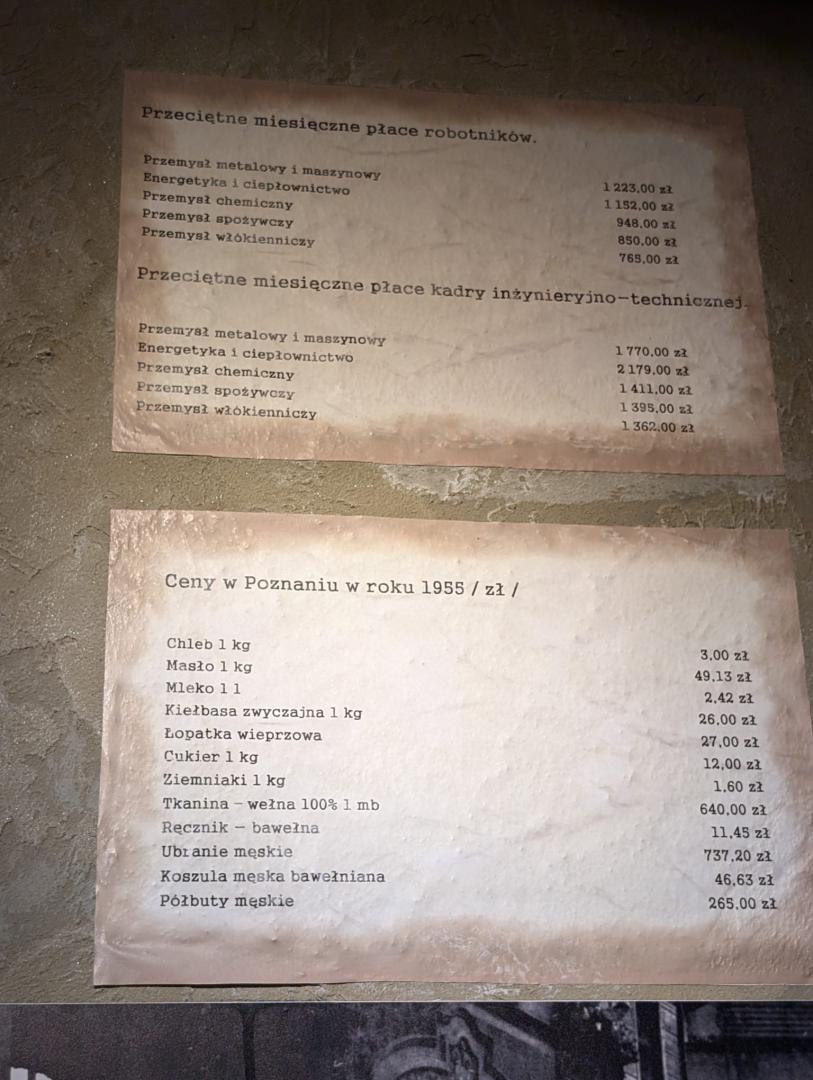 Przeciętne miesięczne płace robotników.
Przemysł metalowy i maszynowy 1 223,00 zł
Energetyka i ciepłownictwo 1 152,00 zł
Przemysł chemiczny 948,00 zł
Przemysł spożywczy 850,00 zł
Przemysł włókienniczy 765,00 zł
Przeciętne miesięczne płace kadry inżynieryjno-technicznej.
Przemysł metalowy i maszynowy 1 770,00 zł
Energetyka i ciepłownictwo 2 179,00 zł
Przemysł chemiczny 1 411,00 zł
Przemysł spożywczy 1 395,00 zł
Przemysł włókienniczy 1 362,00 zł
Ceny w Poznaniu w roku 1955 / zł /
Chleb 1 kg 3,00 zł
Masło 1 kg 49,13 zł
Mleko 1 l 2,42 zł
Kiełbasa zwyczajna 1 kg 26,00 zł
Łopatka wieprzowa 27,00 zł
Cukier 1 kg 12,00 zł
Ziemniaki 1 kg 1,60 zł
Tkanina – wełna 100% 1 mb 640,00 zł
Ręcznik – bawełna 11,45 zł
Ubranie męskie 737,20 zł
Koszula męska bawełniana 46,63 zł
Półbuty męskie 265,00 zł